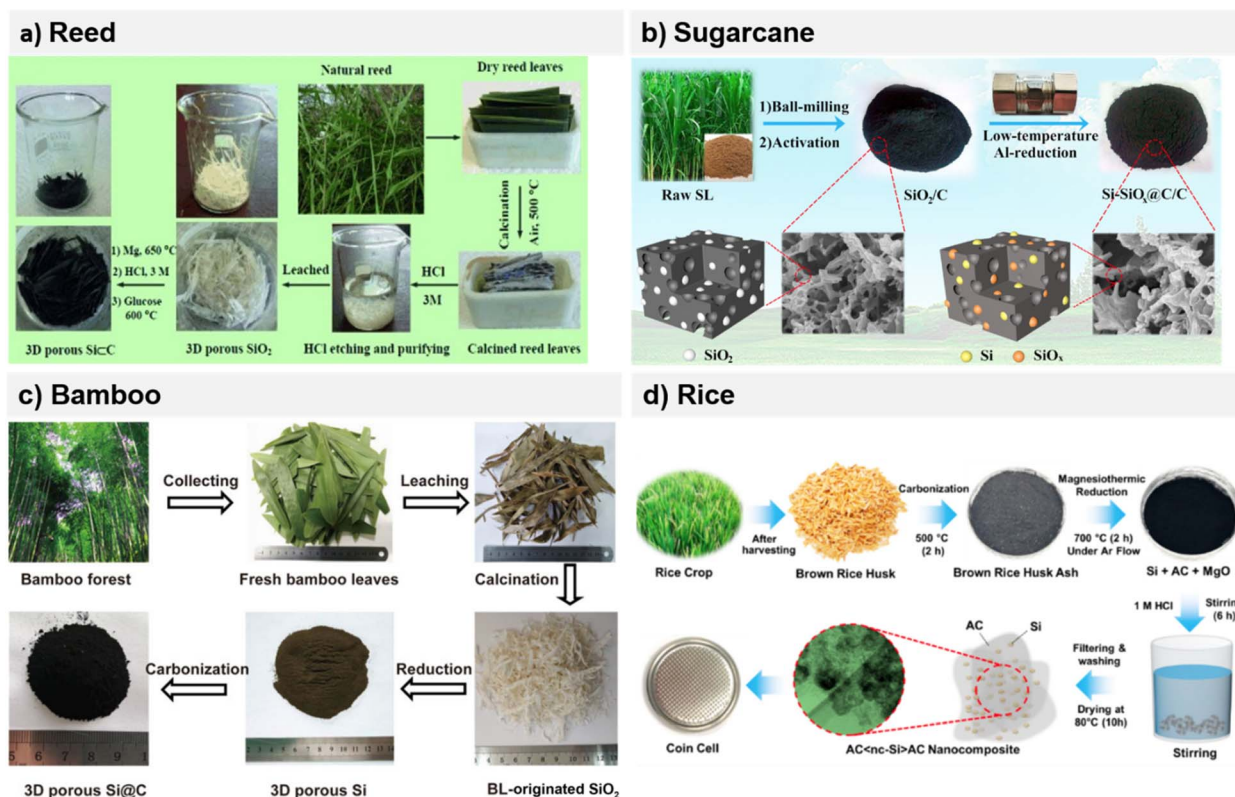 a) Reed
Natural reed
Dry reed leaves
Calcination
Air, 500 °C
1) Mg, 650 °C
2) HCl, 3 M
3) Glucose
600 °C
Leached
HCl
3M
3D porous Si⊂C
3D porous SiO₂
HCl etching and purifying
Calcined reed leaves
b) Sugarcane
1)Ball-milling
2)Activation
Low-temperature
Al-reduction
Raw SL
SiO₂/C
Si-SiOₓ@C/C
SiO₂
Si
SiOₓ
c) Bamboo
Collecting
Leaching
Bamboo forest
Fresh bamboo leaves
Calcination
Carbonization
Reduction
3D porous Si@C
3D porous Si
BL-originated SiO₂
d) Rice
After
harvesting
Carbonization
500 °C
(2 h)
Magnesiothermic
Reduction
700 °C (2 h)
Under Ar Flow
Rice Crop
Brown Rice Husk
Brown Rice Husk Ash
Si + AC + MgO
1 M HCl
Stirring
(6 h)
AC
Si
Filtering &
washing
Drying at
80°C (10h)
Coin Cell
AC<nc-Si>AC Nanocomposite
Stirring